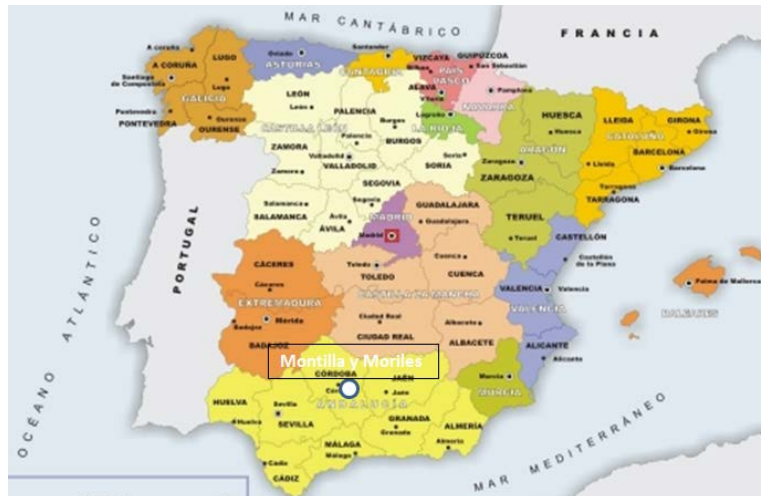 MAR CANTÁBRICO
FRANCIA
A coruña
A CORUÑA
LUGO
Lugo
Santiago
de Compostela
GALICIA
Pontevedra
PONTEVEDRA
Ourense
OURENSE
Oviedo
ASTURIAS
Santander
CANTABRIA
VIZCAYA
Bilbao
GUIPÚZCOA
San Sebastián
PAIS
VASCO
ÁLAVA
Vitoria
Pamplona
NAVARRA
Logroño
LA RIOJA
LEÓN
León
PALENCIA
Palencia
Burgos
BURGOS
CASTILLA LEÓN
ZAMORA
Zamora
Valladolid
VALLADOLID
Soria
SORIA
SEGOVIA
Segovia
Salamanca
SALAMANCA
Ávila
ÁVILA
HUESCA
Huesca
ARAGÓN
Zaragoza
ZARAGOZA
TERUEL
Teruel
LLEIDA
Lleida
GIRONA
Girona
CATALUÑA
BARCELONA
Barcelona
Tarragona
TARRAGONA
MADRID
Madrid
GUADALAJARA
Guadalajara
Toledo
TOLEDO
Cuenca
CUENCA
CASTILLA LA MANCHA
Ciudad Real
CIUDAD REAL
Albacete
ALBACETE
CASTELLÓN
Castellón
de la Plana
VALENCIA
Valencia
VALENCIA
ALICANTE
Alicante
Palma de Mallorca
BALEARES
PORTUGAL
OCÉANO ATLÁNTICO
CÁCERES
Cáceres
EXTREMADURA
Badajoz
Mérida
BADAJOZ
Montilla y Moriles
CÓRDOBA
JAÉN
Jaén
ANDALUCÍA
Murcia
MURCIA
HUELVA
Huelva
Sevilla
SEVILLA
GRANADA
Granada
ALMERÍA
Almería
MÁLAGA
Málaga
Cadiz
CÁDIZ
MAR MEDITERRÁNEO